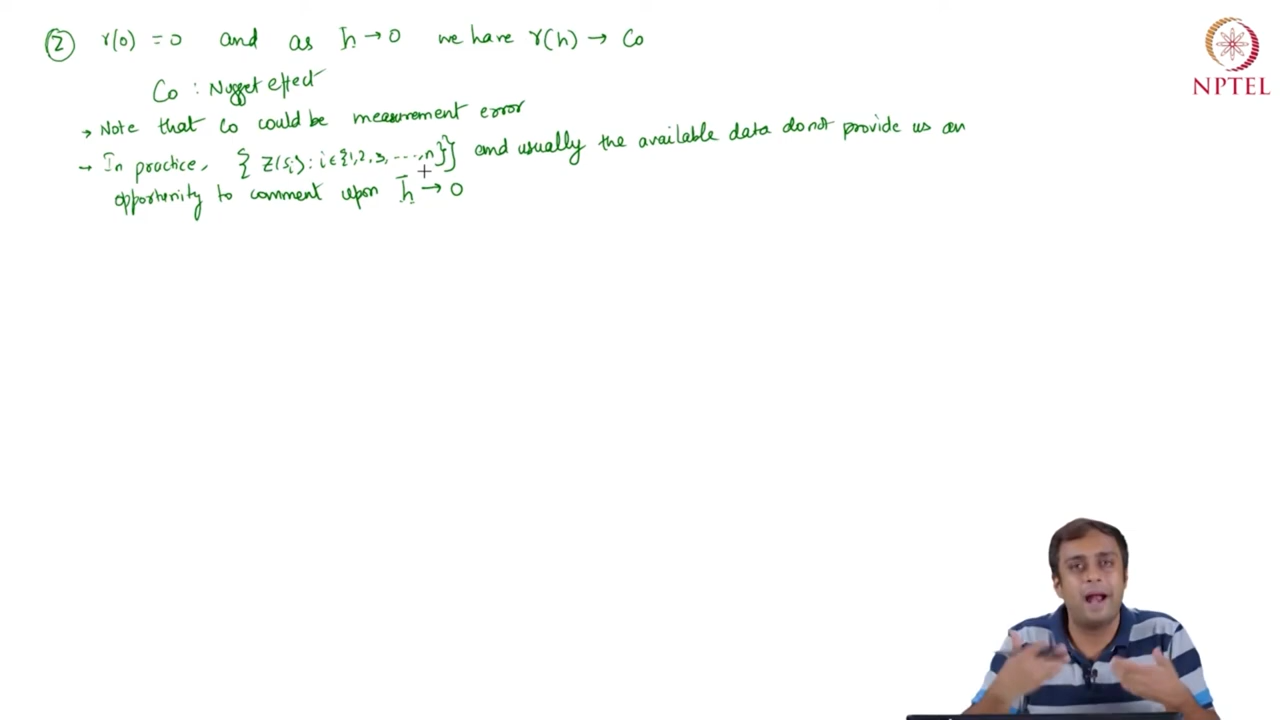 ② γ(0) = 0 and as h̄ → 0 we have γ(h) → C₀
C₀ : Nugget effect
→ Note that C₀ could be measurement error
→ In practice, { Z(sᵢ) : i ∈ {1, 2, 3, ...., n}} and usually the available data do not provide us an
opportunity to comment upon h̄ → 0
NPTEL